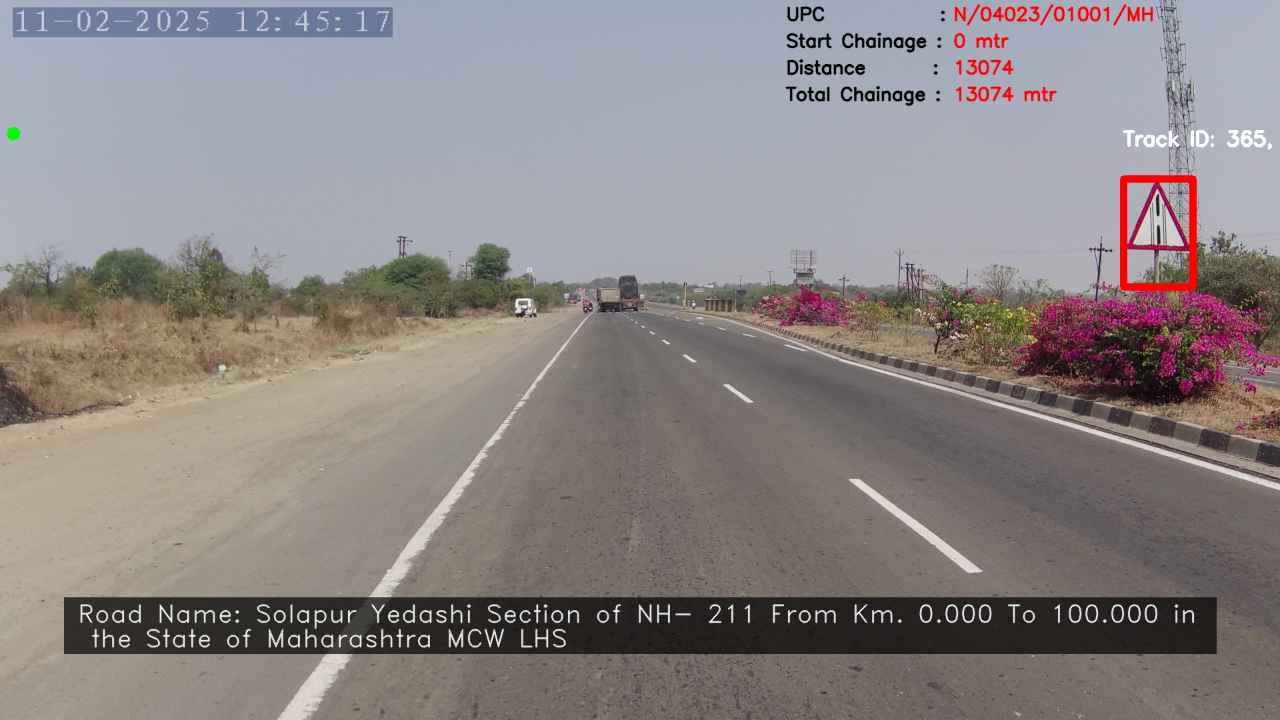 11-02-2025 12:45:17
UPC : N/04023/01001/MH
Start Chainage : 0 mtr
Distance : 13074
Total Chainage : 13074 mtr
Track ID: 365,
Road Name: Solapur Yedashi Section of NH- 211 From Km. 0.000 To 100.000 in
the State of Maharashtra MCW LHS